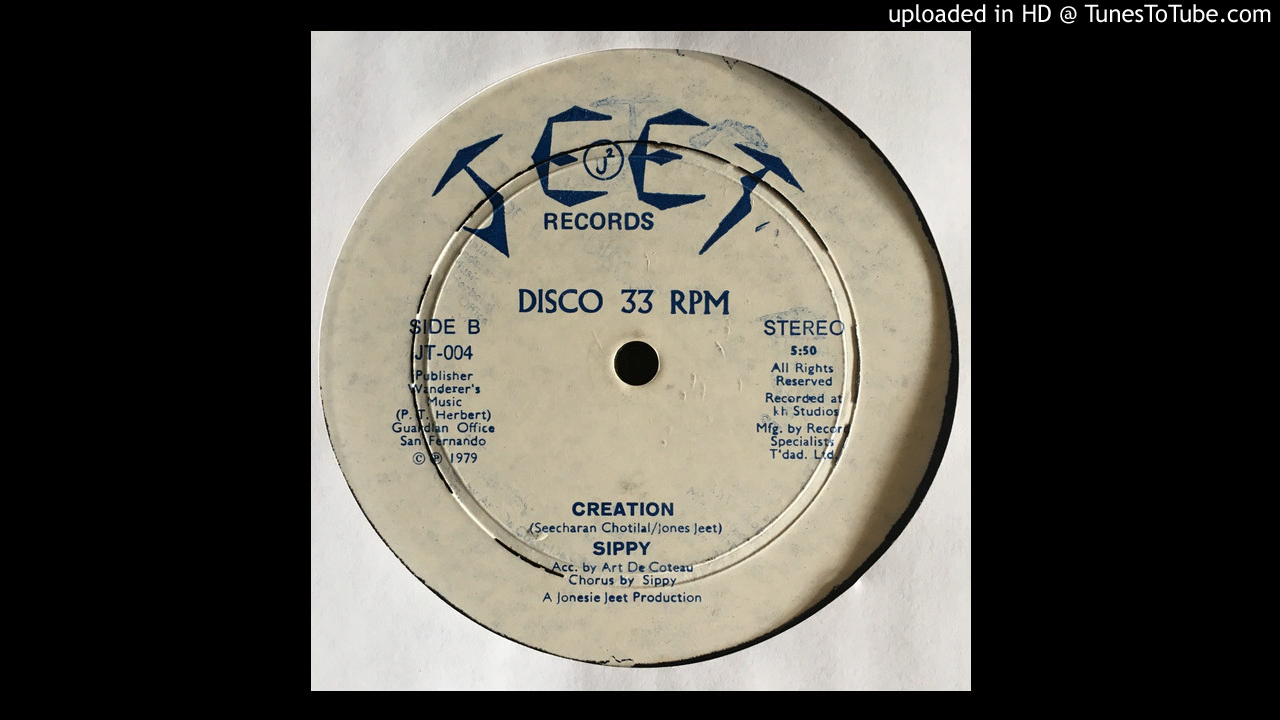 uploaded in HD @ TunesToTube.com
JEET
J2
RECORDS
DISCO 33 RPM
SIDE B
JT-004
Publisher
Wanderer's
Music
(P. T. Herbert)
Guardian Office
San Fernando
© ℗ 1979
STEREO
5:50
All Rights
Reserved
Recorded at
kh Studios
Mfg. by Record
Specialists
T'dad. Ltd.
CREATION
(Seecharan Chotilal/Jones Jeet)
SIPPY
Acc. by Art De Coteau
Chorus by Sippy
A Jonesie Jeet Production